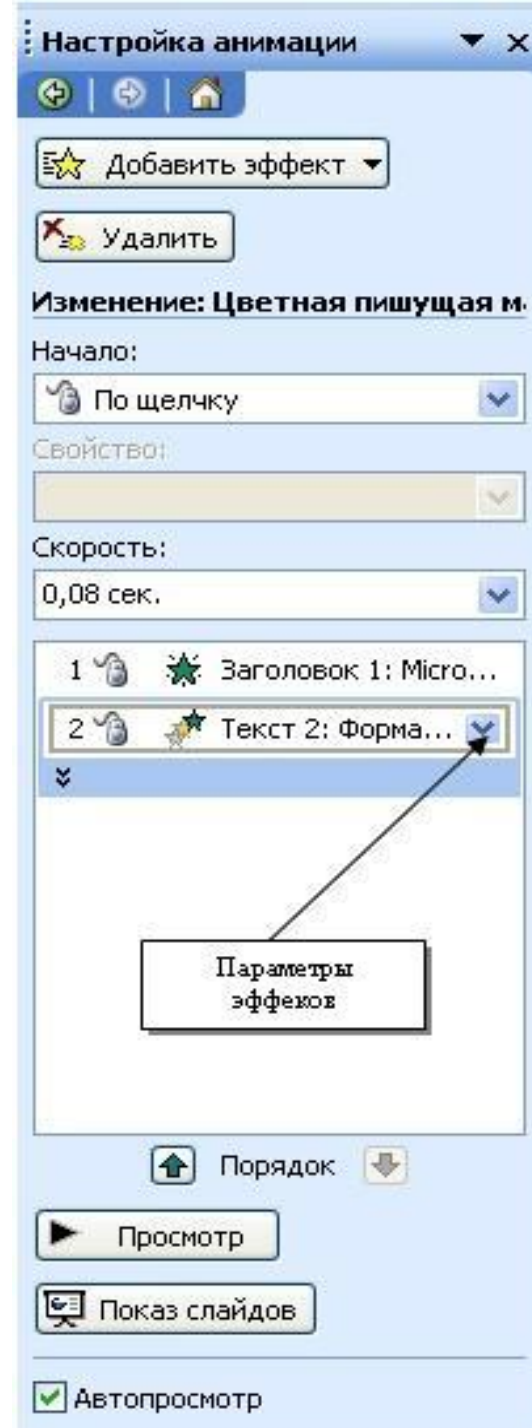 Настройка анимации
Добавить эффект
Удалить
Изменение: Цветная пишущая м
Начало:
По щелчку
Свойство:
Скорость:
0,08 сек.
1 Заголовок 1: Micro...
2 Текст 2: Форма...
Параметры
эффеков
Порядок
Просмотр
Показ слайдов
Автопросмотр